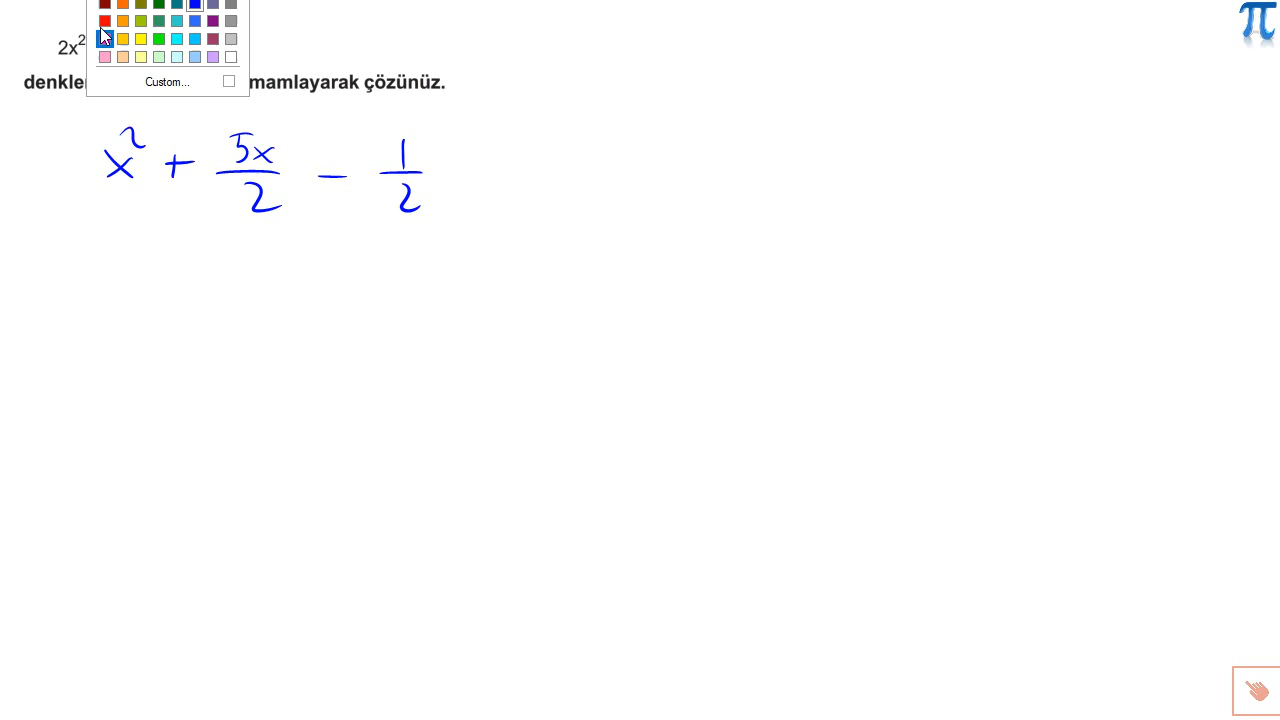 2x²
denkle mamlayarak çözünüz.
Custom...
x² + 5x/2 - 1/2